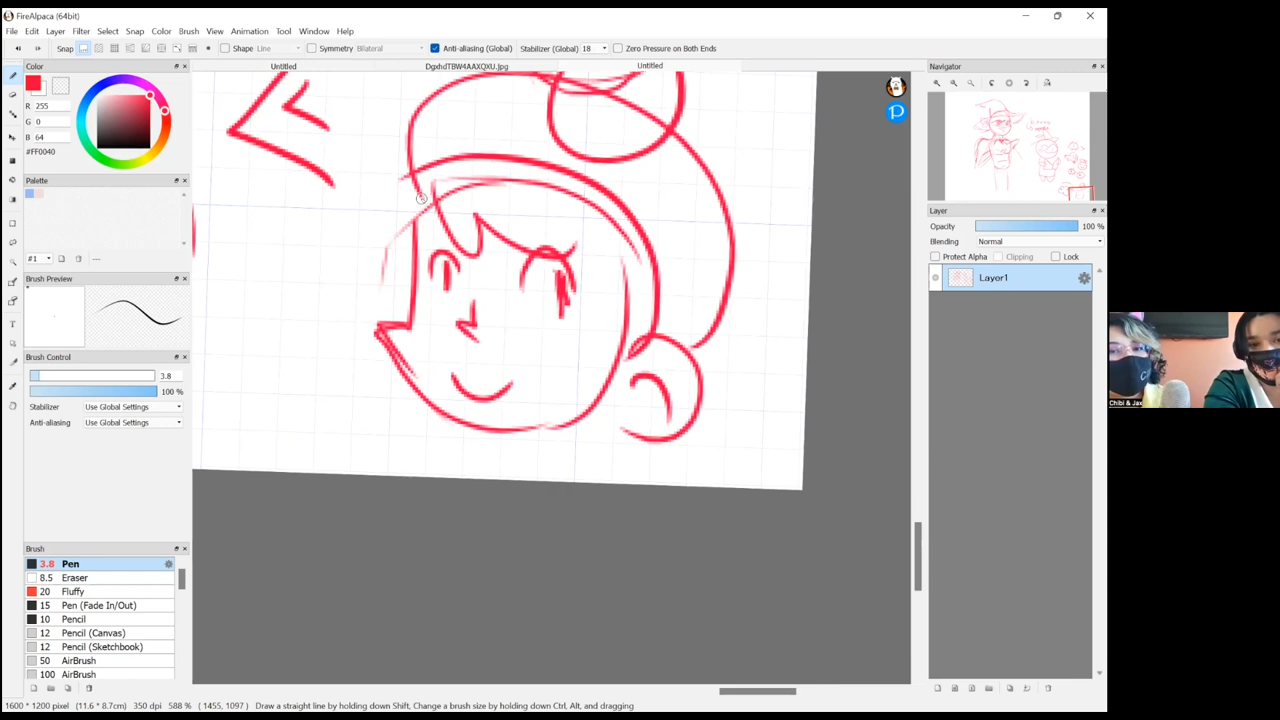 FireAlpaca (64bit)
File Edit Layer Filter Select Snap Color Brush Animation Tool Window Help
Snap Shape Line Symmetry Bilateral Anti-aliasing (Global) Stabilizer (Global) 18 Zero Pressure on Both Ends
Color
Untitled DgxhdTBW4AAXQXU.jpg Untitled
Navigator
R 255
G 0
B 64
#FF0040
Palette
#1 ---
Brush Preview
Brush Control
3.8
100 %
Stabilizer Use Global Settings
Anti-aliasing Use Global Settings
Brush
3.8 Pen
8.5 Eraser
20 Fluffy
15 Pen (Fade In/Out)
10 Pencil
12 Pencil (Canvas)
12 Pencil (Sketchbook)
50 AirBrush
100 AirBrush
Layer
Opacity 100 %
Blending Normal
Protect Alpha Clipping Lock
Layer1
P
Chibi & Jax
1600 * 1200 pixel (11.6 * 8.7cm) 350 dpi 588 % ( 1455, 1097 ) Draw a straight line by holding down Shift, Change a brush size by holding down Ctrl, Alt, and dragging